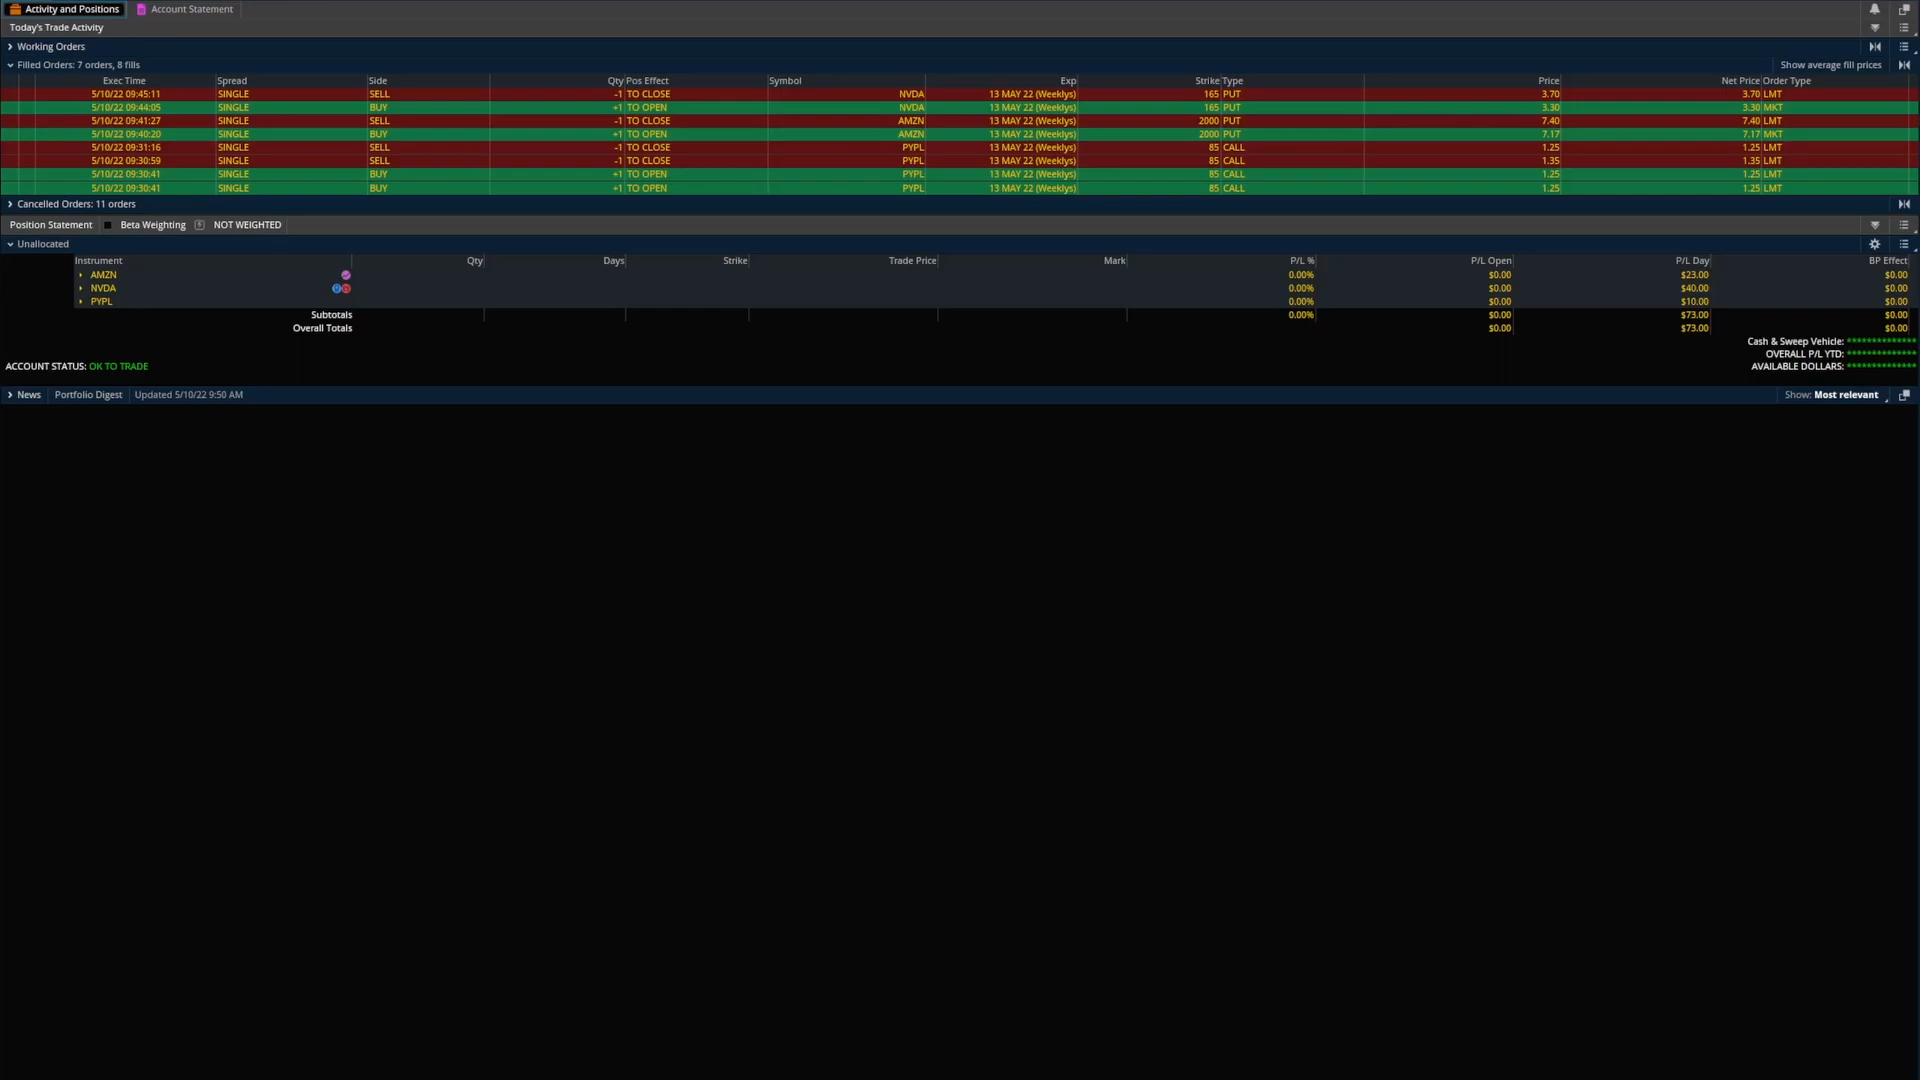 Activity and Positions Account Statement
Today's Trade Activity
Working Orders
Filled Orders: 7 orders, 8 fills Show average fill prices
Exec Time Spread Side Qty Pos Effect Symbol Exp Strike Type Price Net Price Order Type
5/10/22 09:45:11 SINGLE SELL -1 TO CLOSE NVDA 13 MAY 22 (Weeklys) 165 PUT 3.70 3.70 LMT
5/10/22 09:44:05 SINGLE BUY +1 TO OPEN NVDA 13 MAY 22 (Weeklys) 165 PUT 3.30 3.30 MKT
5/10/22 09:41:27 SINGLE SELL -1 TO CLOSE AMZN 13 MAY 22 (Weeklys) 2000 PUT 7.40 7.40 LMT
5/10/22 09:40:20 SINGLE BUY +1 TO OPEN AMZN 13 MAY 22 (Weeklys) 2000 PUT 7.17 7.17 MKT
5/10/22 09:31:16 SINGLE SELL -1 TO CLOSE PYPL 13 MAY 22 (Weeklys) 85 CALL 1.25 1.25 LMT
5/10/22 09:30:59 SINGLE SELL -1 TO CLOSE PYPL 13 MAY 22 (Weeklys) 85 CALL 1.35 1.35 LMT
5/10/22 09:30:41 SINGLE BUY +1 TO OPEN PYPL 13 MAY 22 (Weeklys) 85 CALL 1.25 1.25 LMT
5/10/22 09:30:41 SINGLE BUY +1 TO OPEN PYPL 13 MAY 22 (Weeklys) 85 CALL 1.25 1.25 LMT
Cancelled Orders: 11 orders
Position Statement Beta Weighting NOT WEIGHTED
Unallocated
Instrument Qty Days Strike Trade Price Mark P/L % P/L Open P/L Day BP Effect
AMZN 0.00% $0.00 $23.00 $0.00
NVDA 0.00% $0.00 $40.00 $0.00
PYPL 0.00% $0.00 $10.00 $0.00
Subtotals 0.00% $0.00 $73.00 $0.00
Overall Totals $0.00 $73.00 $0.00
Cash & Sweep Vehicle: **************
OVERALL P/L YTD: **************
ACCOUNT STATUS: OK TO TRADE AVAILABLE DOLLARS: **************
News Portfolio Digest Updated 5/10/22 9:50 AM Show: Most relevant